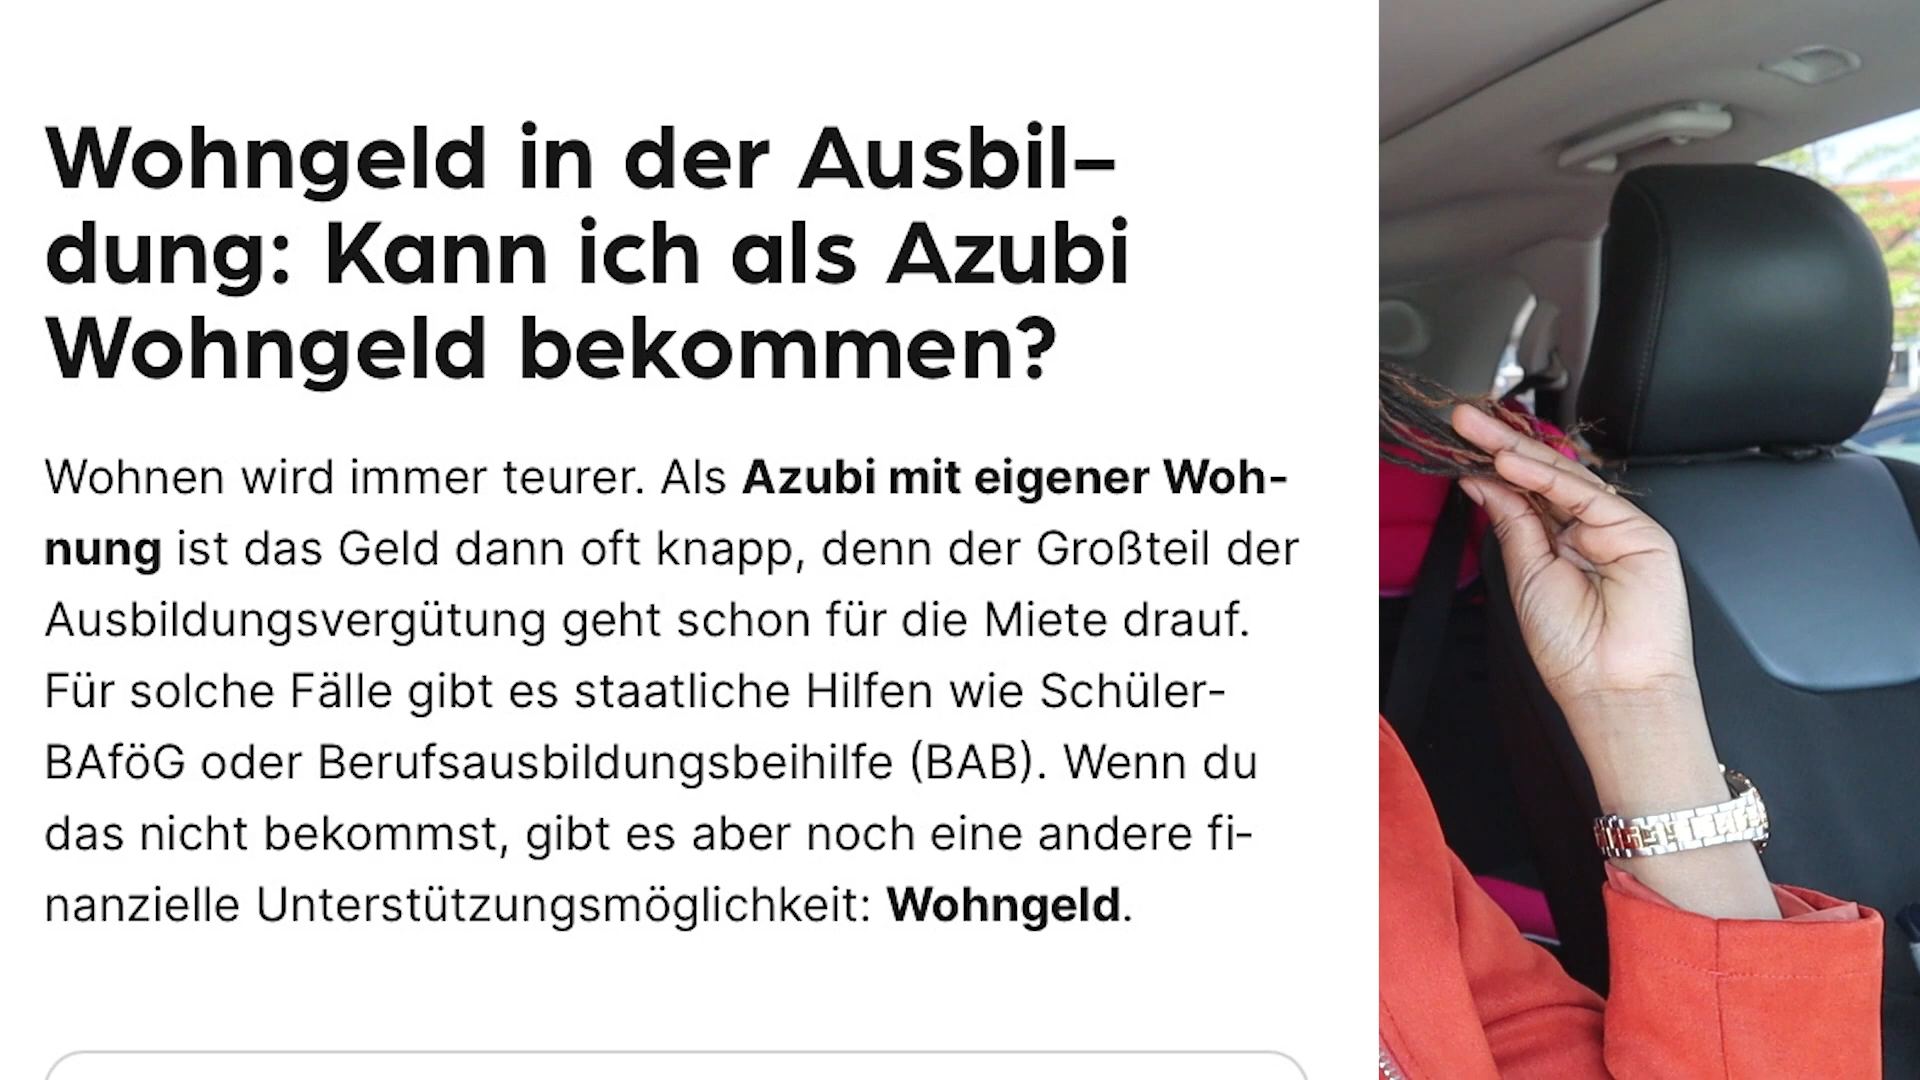 Wohngeld in der Ausbil-
dung: Kann ich als Azubi
Wohngeld bekommen?
Wohnen wird immer teurer. Als Azubi mit eigener Woh-
nung ist das Geld dann oft knapp, denn der Großteil der
Ausbildungsvergütung geht schon für die Miete drauf.
Für solche Fälle gibt es staatliche Hilfen wie Schüler-
BAföG oder Berufsausbildungsbeihilfe (BAB). Wenn du
das nicht bekommst, gibt es aber noch eine andere fi-
nanzielle Unterstützungsmöglichkeit: Wohngeld.